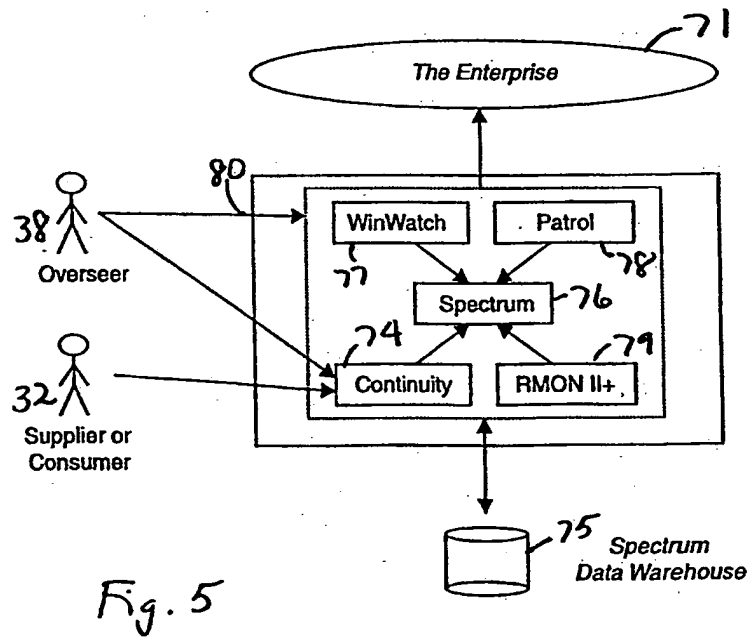 71
The Enterprise
80
38
Overseer
WinWatch
77
Patrol
78
Spectrum
76
74
Continuity
79
RMON II+
32
Supplier or
Consumer
75
Spectrum
Data Warehouse
Fig. 5